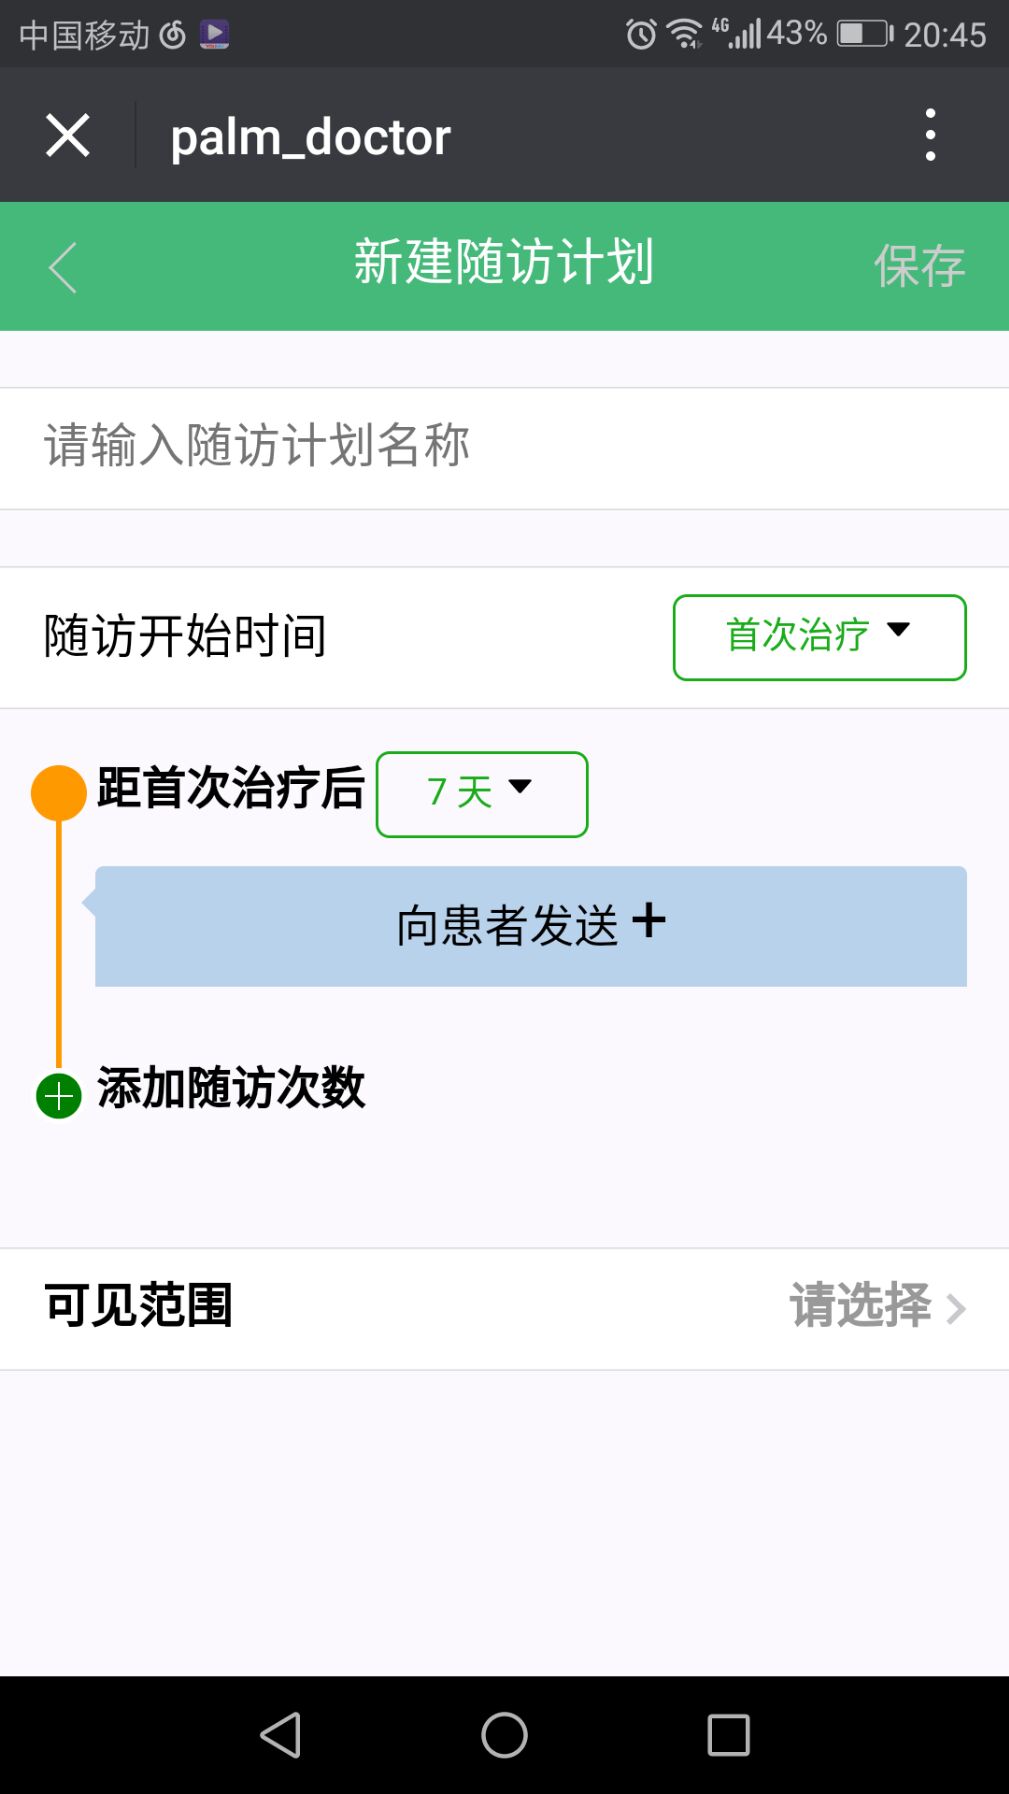 中国移动 4G 43% 20:45
palm_doctor
新建随访计划 保存
请输入随访计划名称
随访开始时间 首次治疗
距首次治疗后 7 天
向患者发送 +
添加随访次数
可见范围 请选择